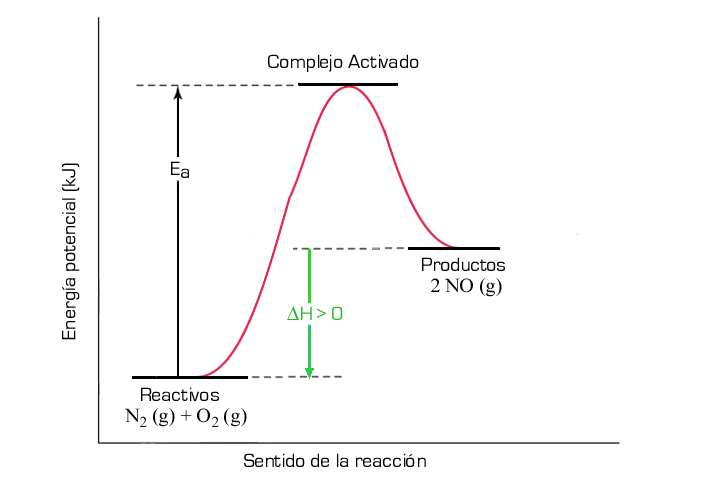 Complejo Activado
Ea
Energía potencial (kJ)
Productos
2 NO (g)
ΔH > 0
Reactivos
N₂ (g) + O₂ (g)
Sentido de la reacción